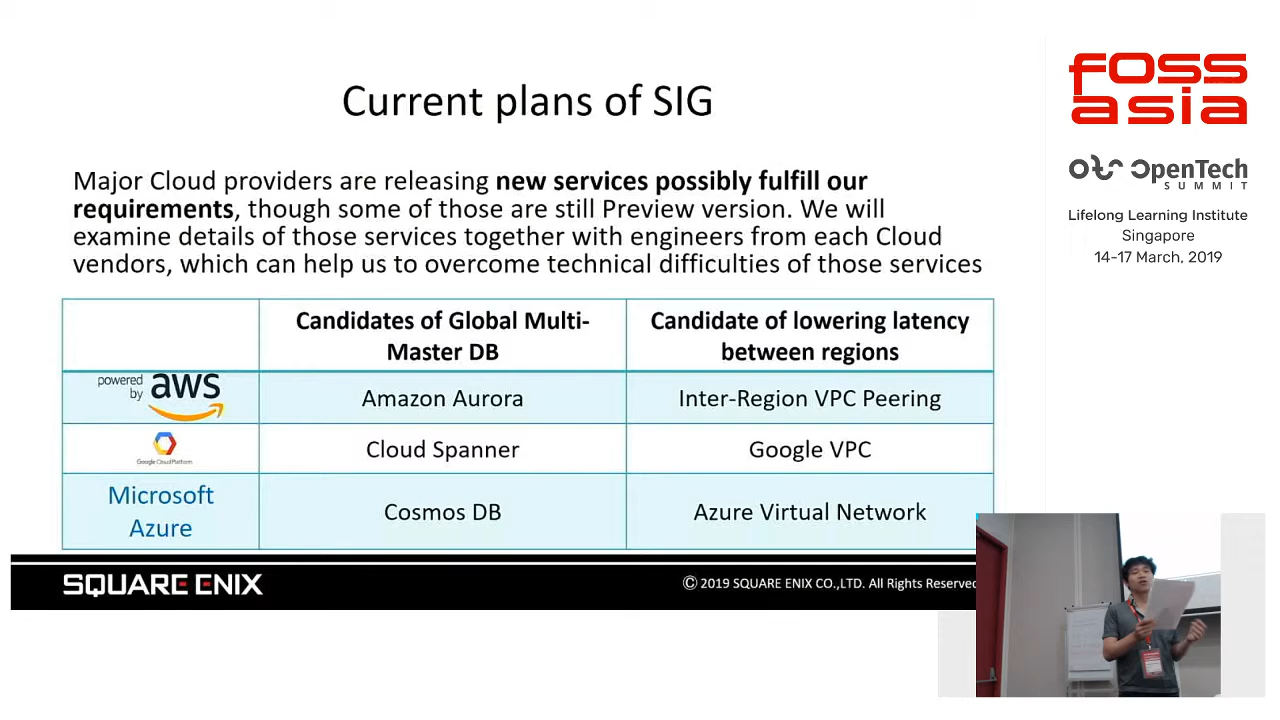 Current plans of SIG
Major Cloud providers are releasing new services possibly fulfill our
requirements, though some of those are still Preview version. We will
examine details of those services together with engineers from each Cloud
vendors, which can help us to overcome technical difficulties of those services
Candidates of Global Multi-
Master DB
Candidate of lowering latency
between regions
powered
by
aws
Amazon Aurora
Inter-Region VPC Peering
Google Cloud Platform
Cloud Spanner
Google VPC
Microsoft
Azure
Cosmos DB
Azure Virtual Network
SQUARE ENIX
© 2019 SQUARE ENIX CO.,LTD. All Rights Reserved
FOSS
ASIA
OTS OpenTech
SUMMIT
Lifelong Learning Institute
Singapore
14-17 March, 2019